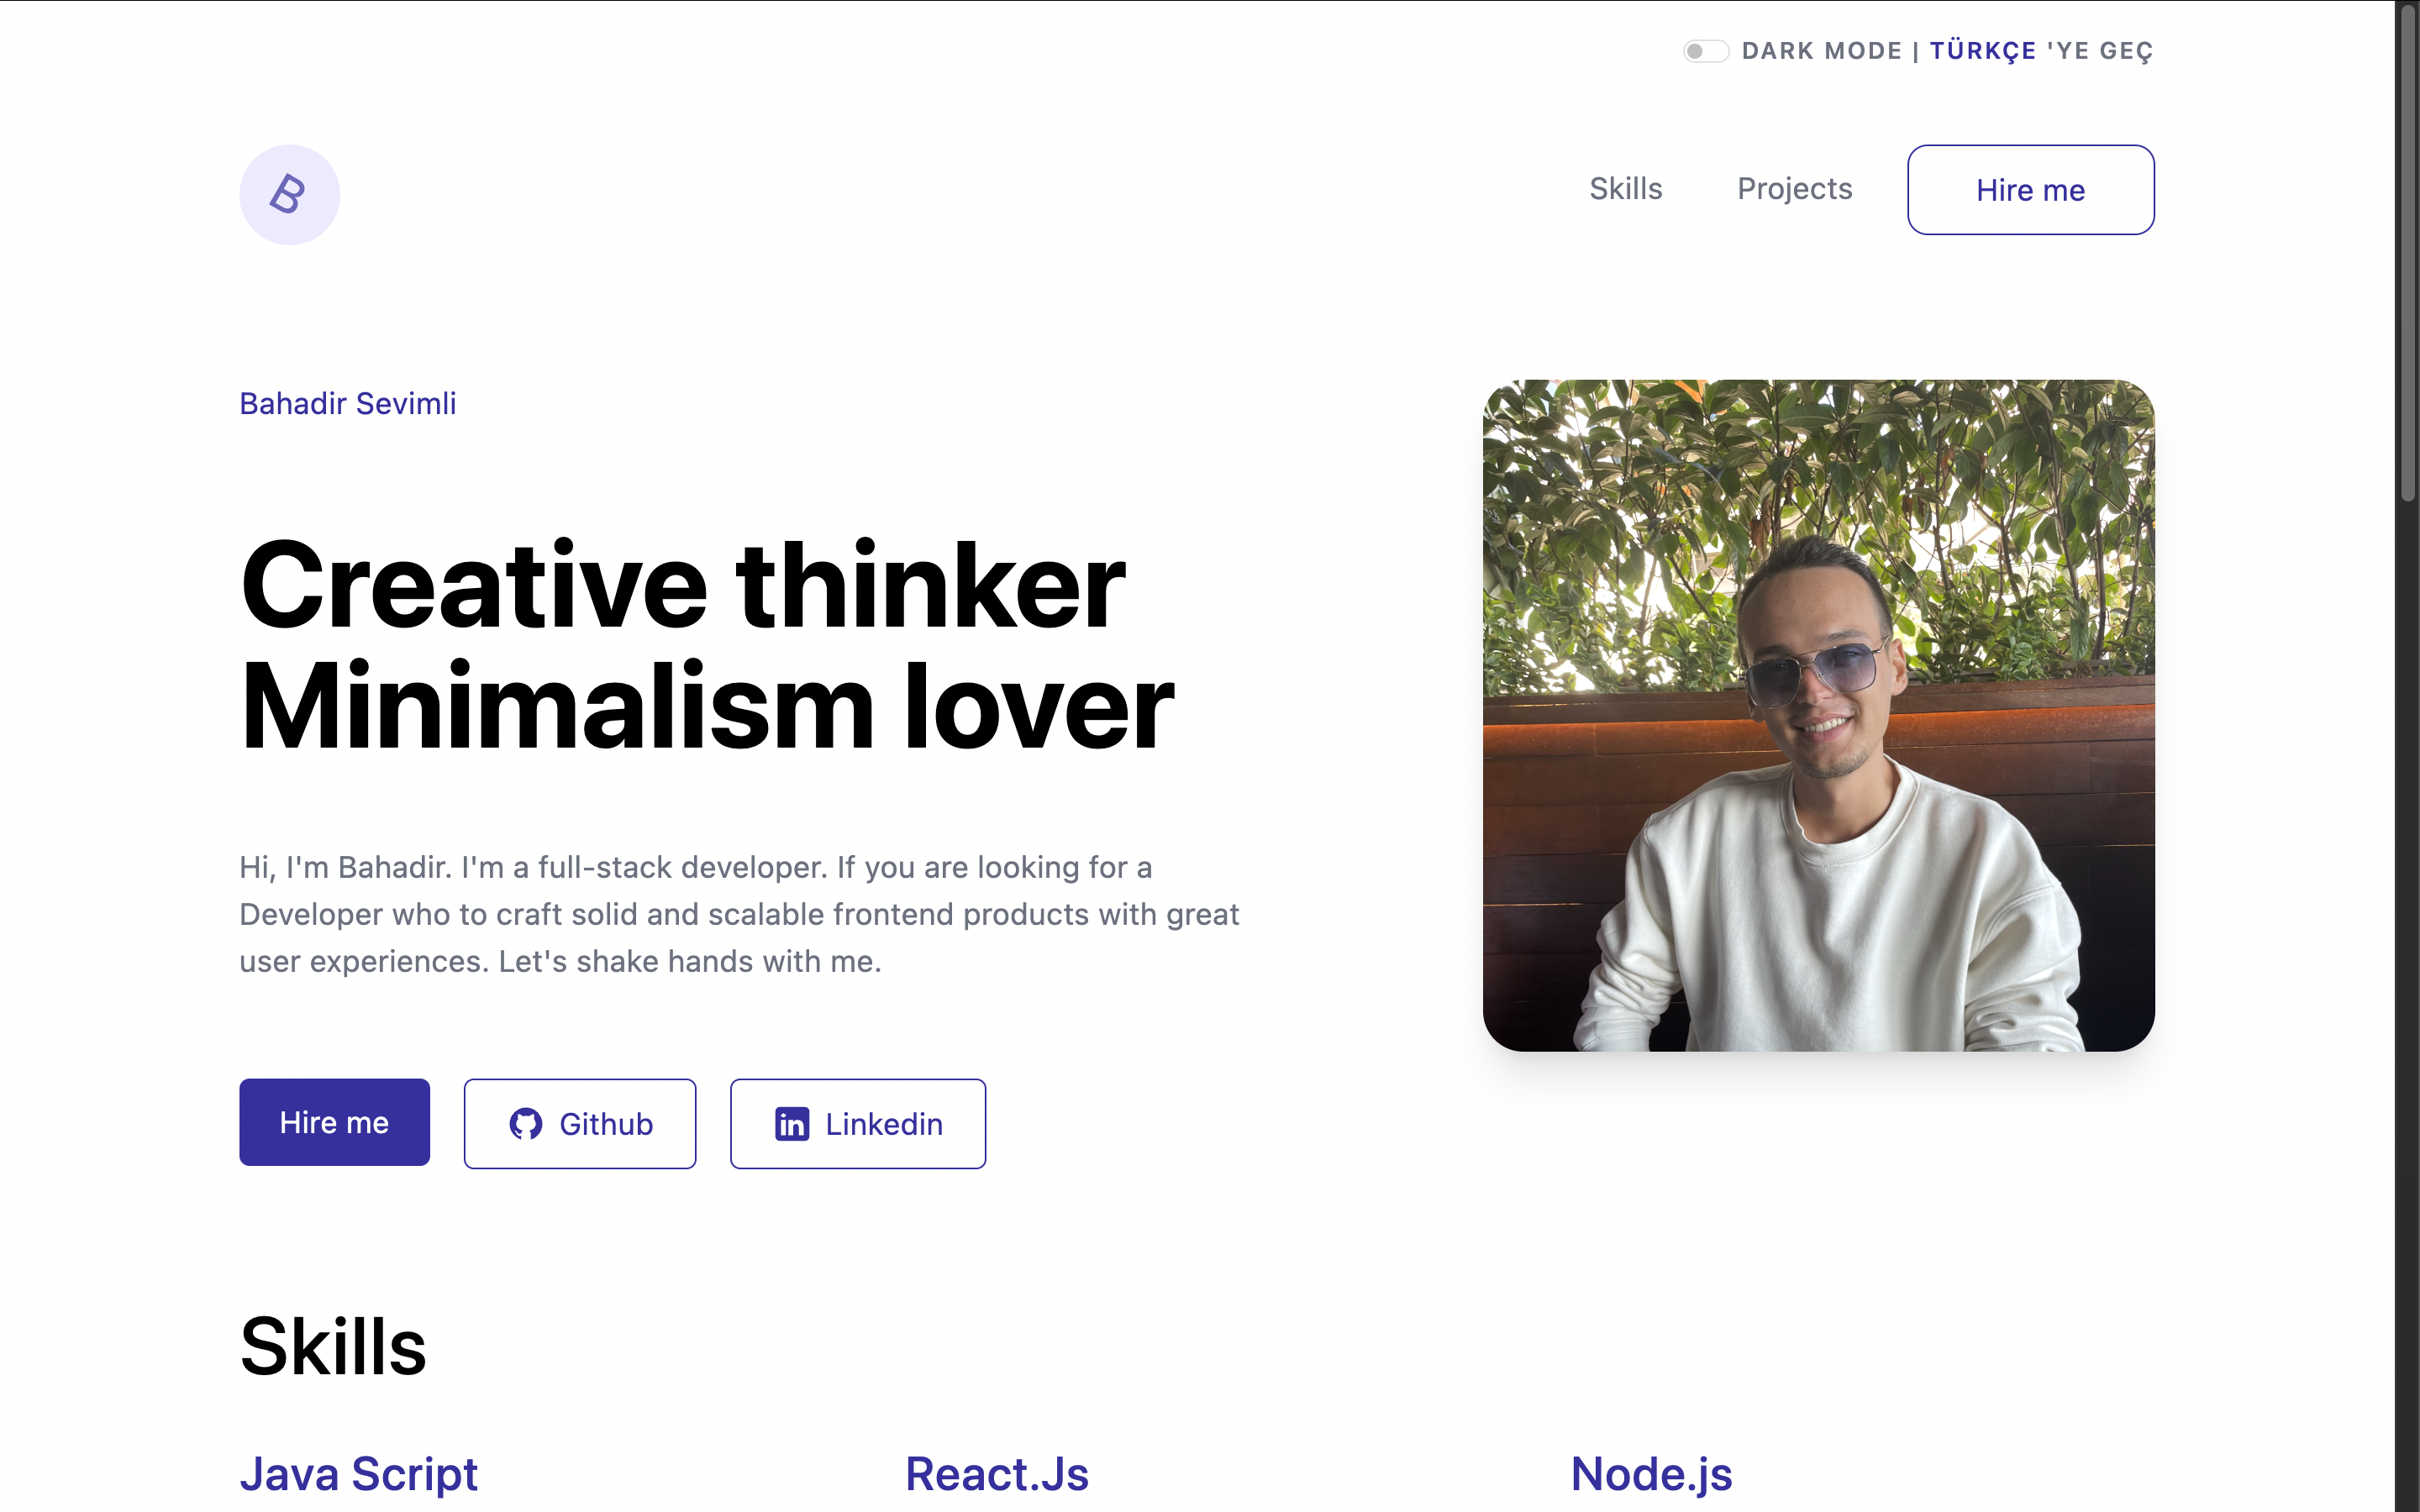 DARK MODE | TÜRKÇE 'YE GEÇ
B
Skills
Projects
Hire me
Bahadir Sevimli
Creative thinker
Minimalism lover
Hi, I'm Bahadir. I'm a full-stack developer. If you are looking for a
Developer who to craft solid and scalable frontend products with great
user experiences. Let's shake hands with me.
Hire me
Github
Linkedin
Skills
Java Script
React.Js
Node.js